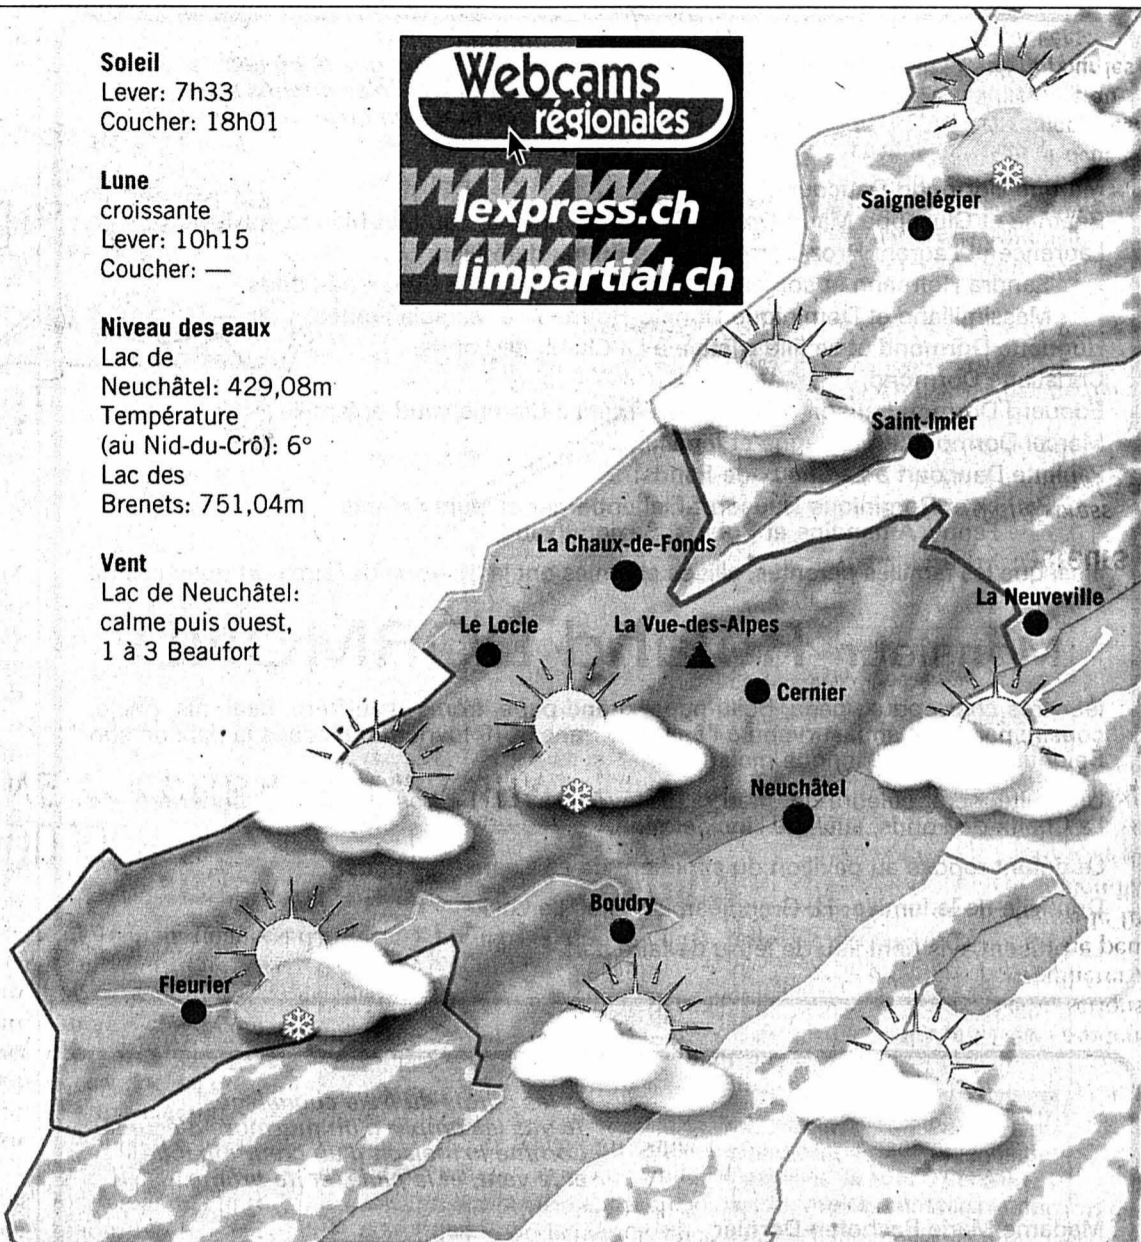 Soleil
Lever: 7h33
Coucher: 18h01
Lune
croissante
Lever: 10h15
Coucher: —
Niveau des eaux
Lac de
Neuchâtel: 429,08m
Température
(au Nid-du-Crô): 6°
Lac des
Brenets: 751,04m
Vent
Lac de Neuchâtel:
calme puis ouest,
1 à 3 Beaufort
Webcams
régionales
www.
lexpress.ch
www.
limpartial.ch
Saignelégier
Saint-Imier
La Chaux-de-Fonds
La Neuveville
Le Locle
La Vue-des-Alpes
Cernier
Neuchâtel
Boudry
Fleurier